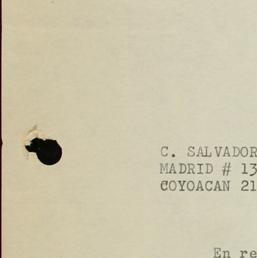 C. SALVADOR
MADRID # 13
COYOACAN 21
En re